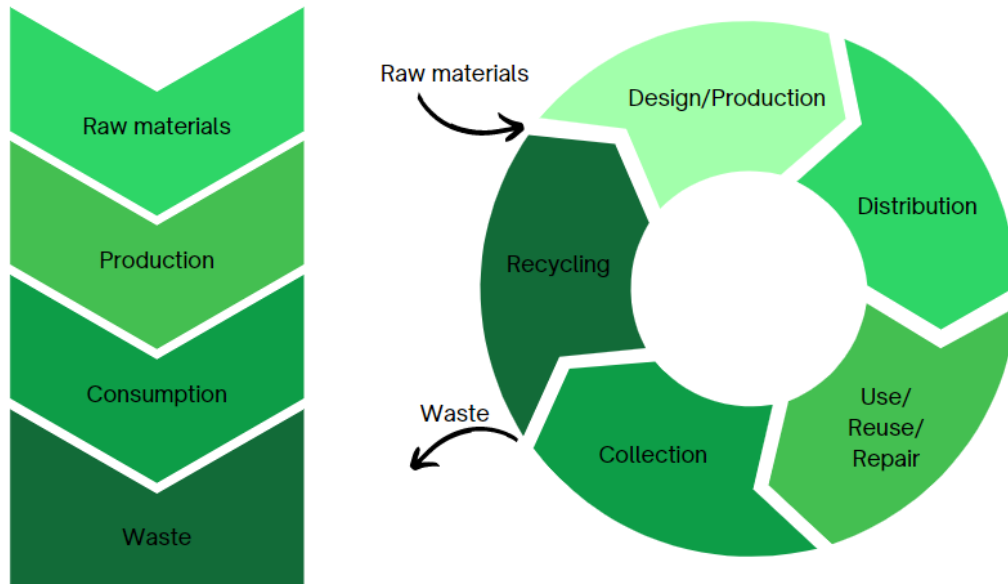 Raw materials
Production
Consumption
Waste
Raw materials
Design/Production
Distribution
Use/
Reuse/
Repair
Collection
Recycling
Waste